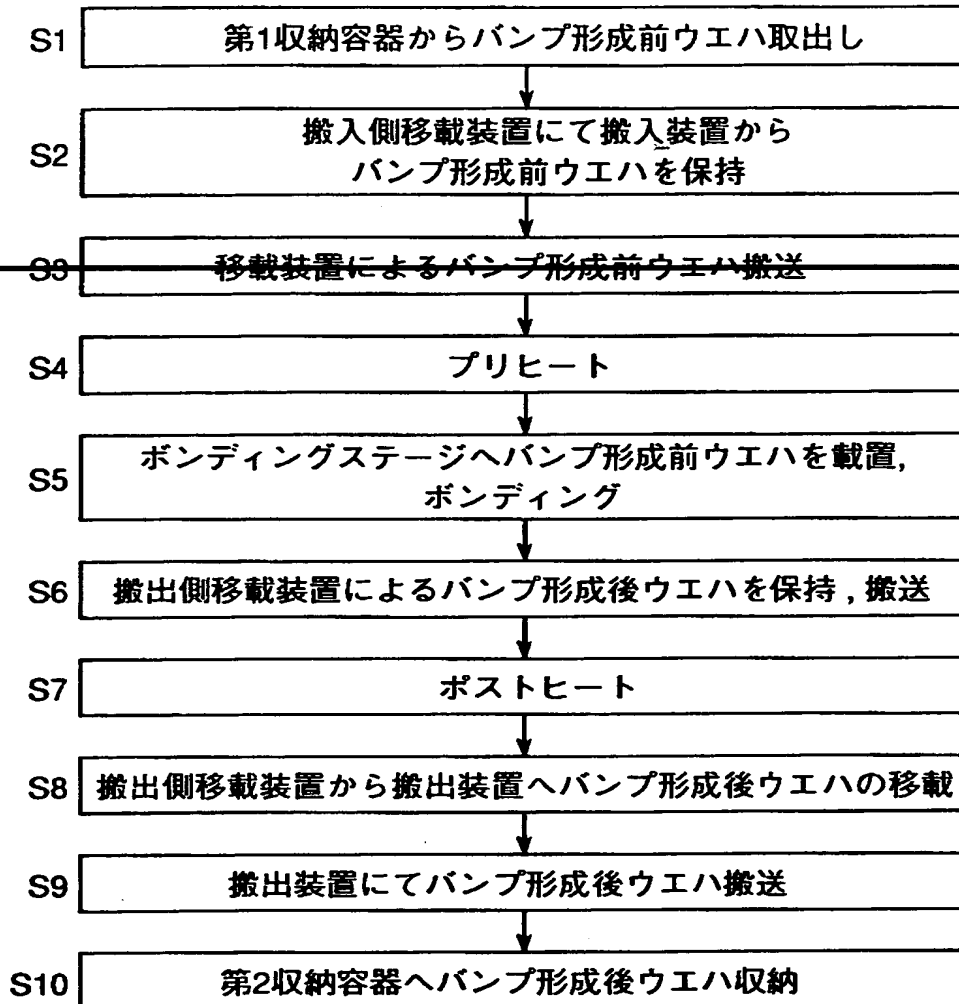 S1 第1収納容器からバンプ形成前ウエハ取出し
S2 搬入側移載装置にて搬入装置から
バンプ形成前ウエハを保持
S3 移載装置によるバンプ形成前ウエハ搬送
S4 プリヒート
S5 ボンディングステージへバンプ形成前ウエハを載置,
ボンディング
S6 搬出側移載装置によるバンプ形成後ウエハを保持 , 搬送
S7 ポストヒート
S8 搬出側移載装置から搬出装置へバンプ形成後ウエハの移載
S9 搬出装置にてバンプ形成後ウエハ搬送
S10 第2収納容器へバンプ形成後ウエハ収納